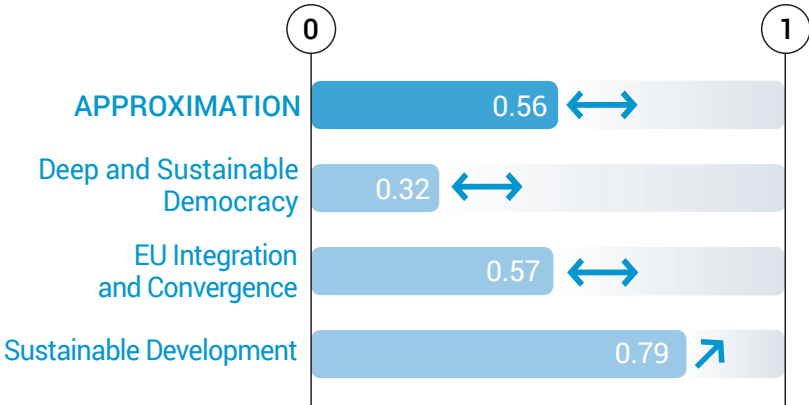 0 1
APPROXIMATION 0.56
Deep and Sustainable
Democracy 0.32
EU Integration
and Convergence 0.57
Sustainable Development 0.79